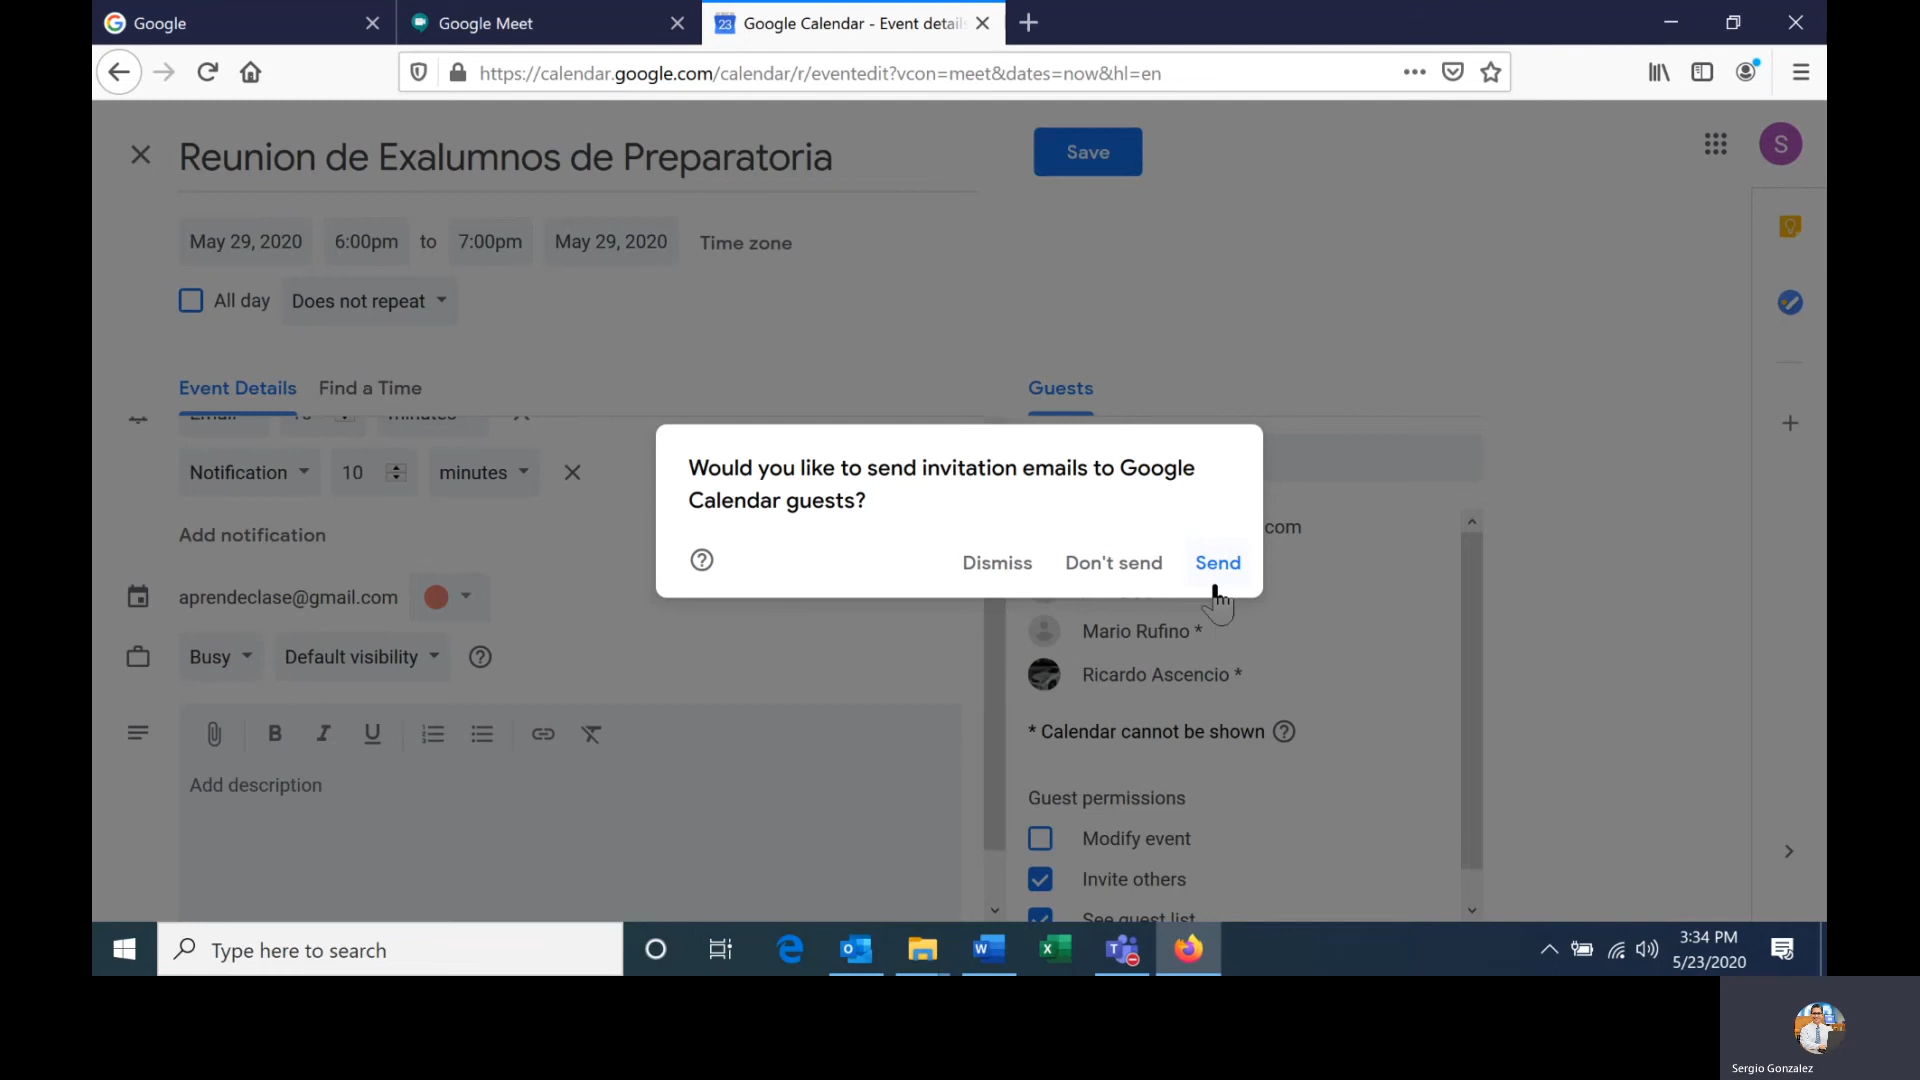 Google
Google Meet
23 Google Calendar - Event details
https://calendar.google.com/calendar/r/eventedit?vcon=meet&dates=now&hl=en
Reunion de Exalumnos de Preparatoria
Save
S
May 29, 2020 6:00pm to 7:00pm May 29, 2020 Time zone
All day Does not repeat
Event Details Find a Time
Guests
Notification 10 minutes
Add notification
aprendeclase@gmail.com
Busy Default visibility
B I U
Add description
Would you like to send invitation emails to Google
Calendar guests?
Dismiss Don't send Send
com
Mario Rufino *
Ricardo Ascencio *
* Calendar cannot be shown
Guest permissions
Modify event
Invite others
See guest list
Type here to search
3:34 PM
5/23/2020
Sergio Gonzalez